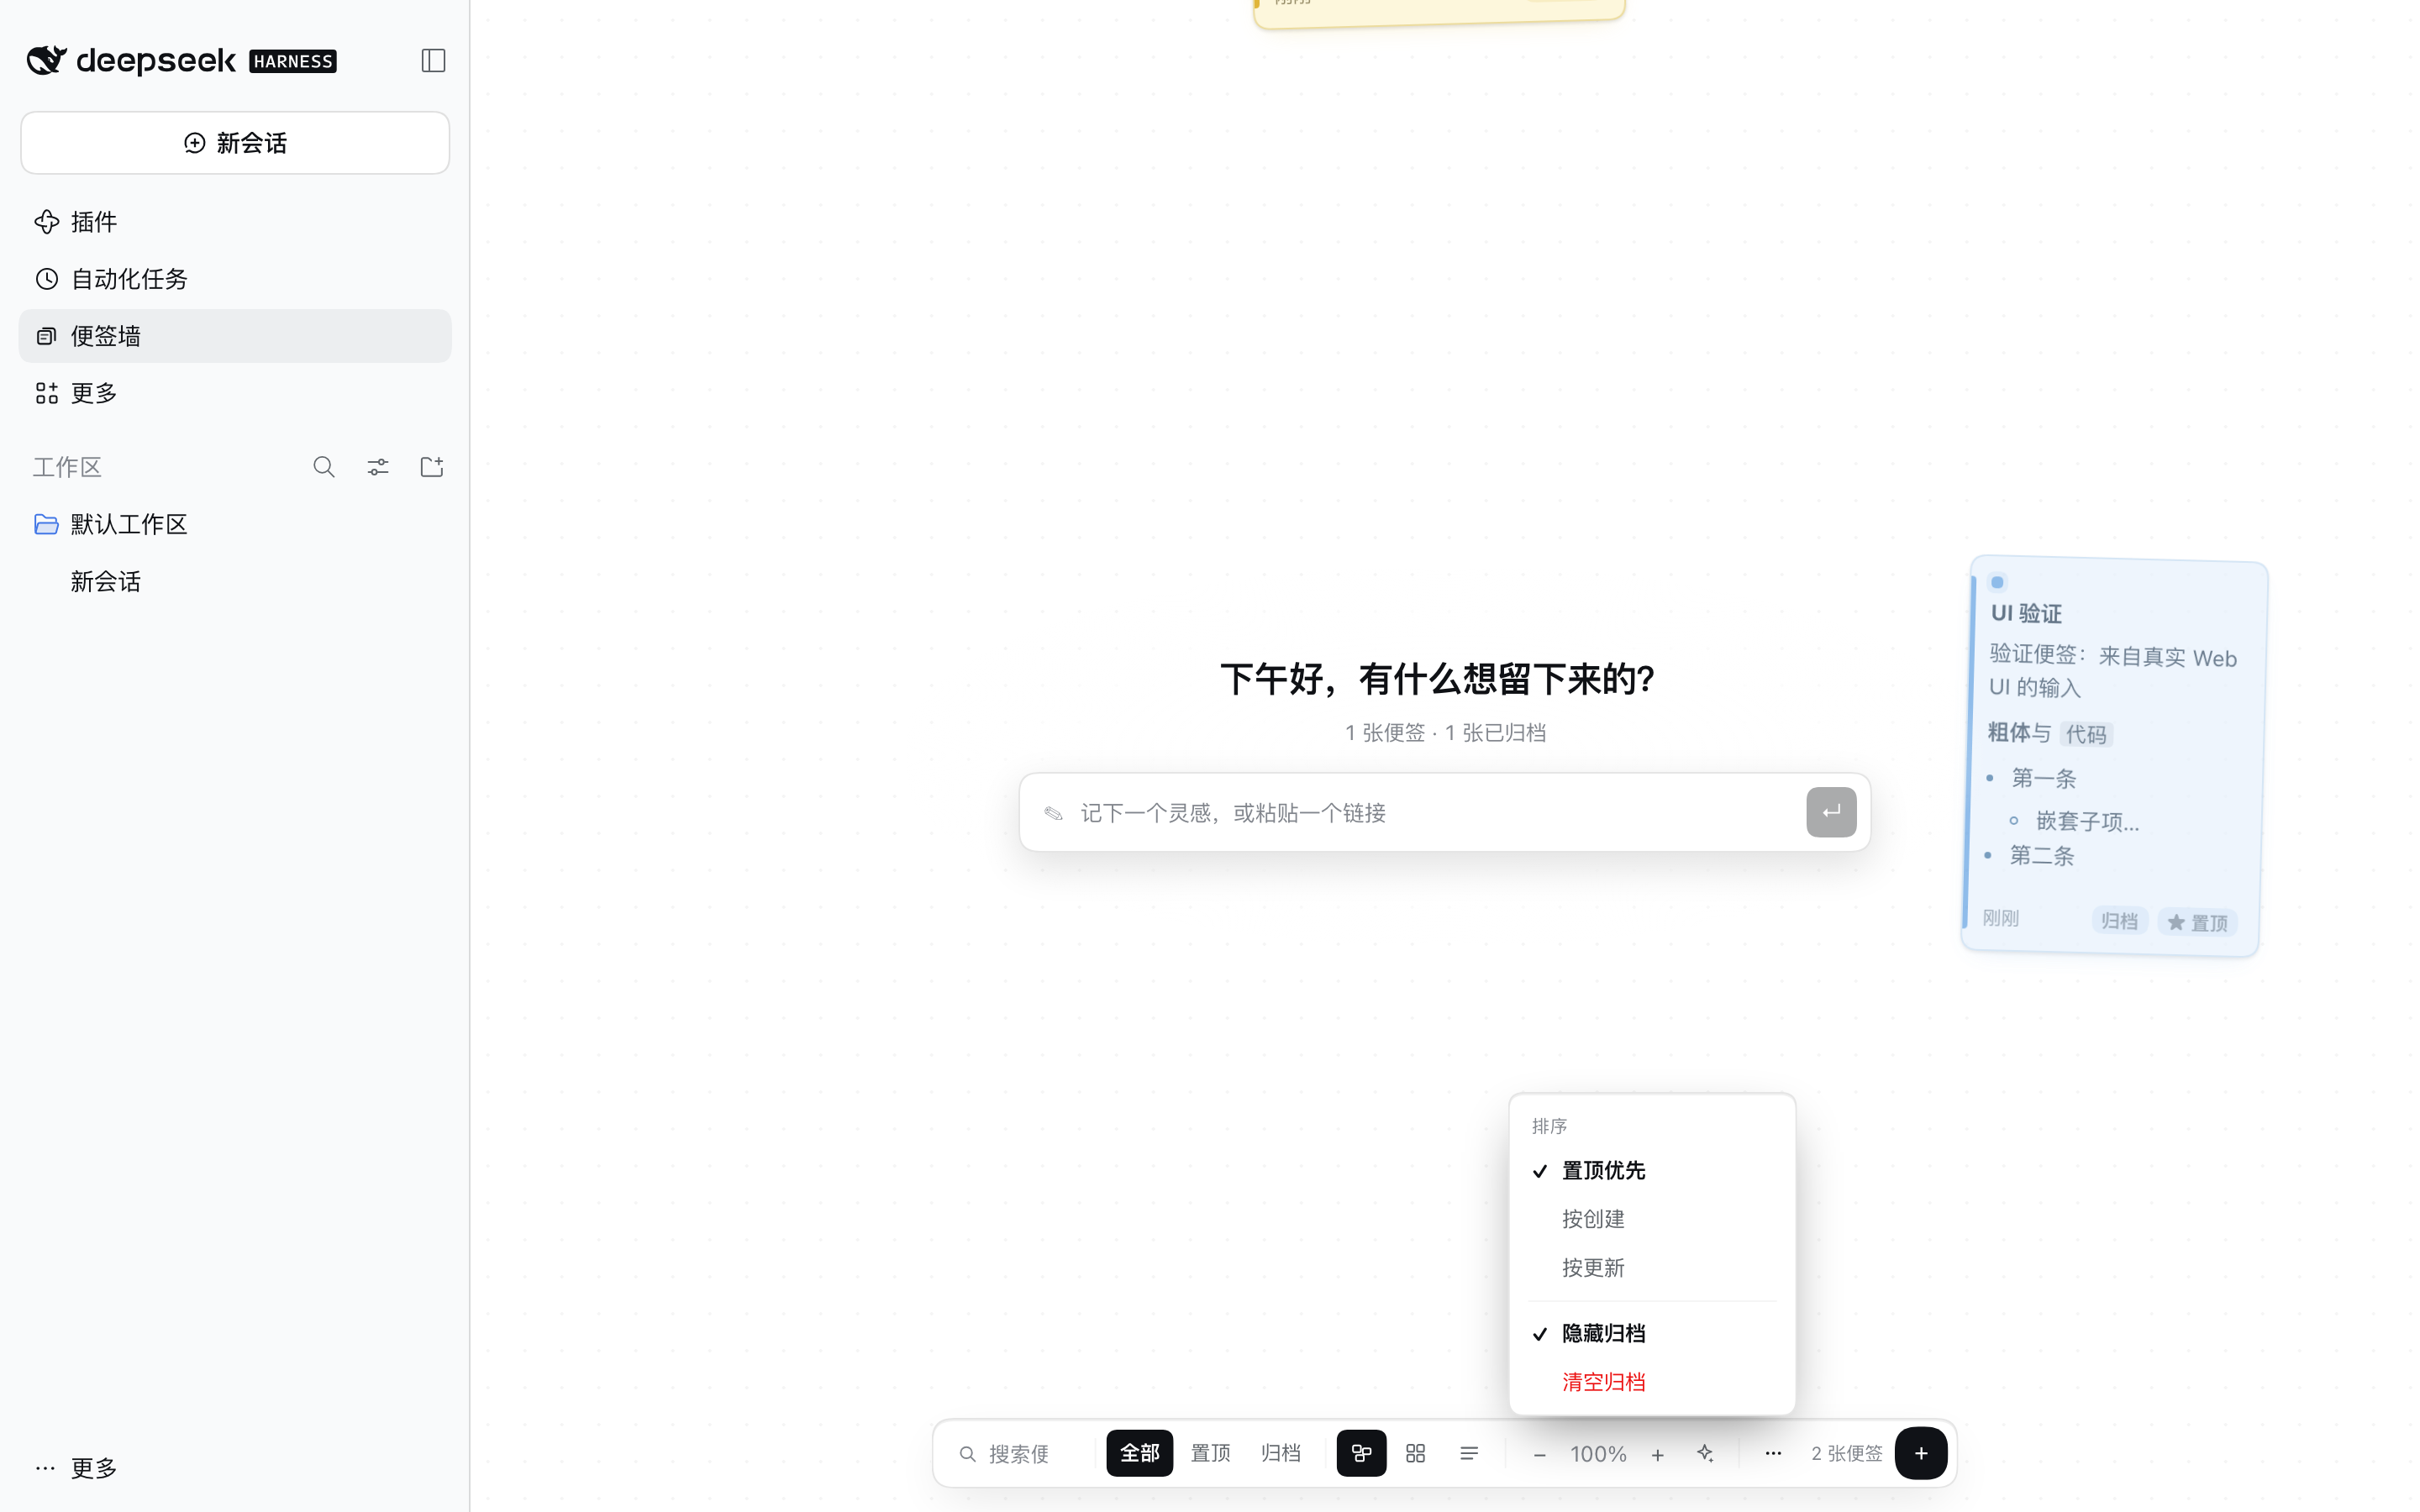 deepseek HARNESS
新会话
插件
自动化任务
便签墙
更多
工作区
默认工作区
新会话
更多
下午好，有什么想留下来的?
1 张便签 · 1 张已归档
记下一个灵感，或粘贴一个链接
UI 验证
验证便签：来自真实 Web
UI 的输入
粗体与 代码
第一条
嵌套子项...
第二条
刚刚 归档 ★ 置顶
排序
✓ 置顶优先
按创建
按更新
✓ 隐藏归档
清空归档
搜索便 全部 置顶 归档 − 100% + ··· 2 张便签 +